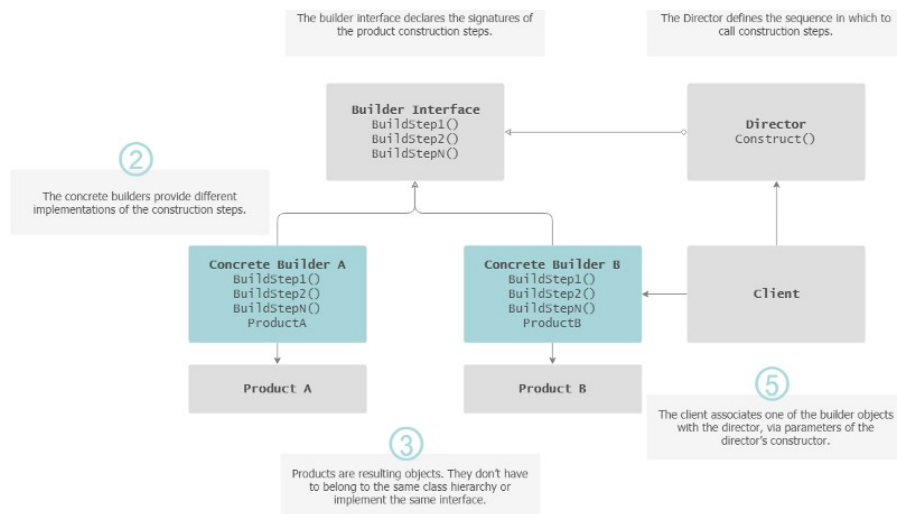 The builder interface declares the signatures of
the product construction steps.
The Director defines the sequence in which to
call construction steps.
Builder Interface
BuildStep1()
BuildStep2()
BuildStepN()
Director
Construct()
2
The concrete builders provide different
implementations of the construction steps.
Concrete Builder A
BuildStep1()
BuildStep2()
BuildStepN()
ProductA
Concrete Builder B
BuildStep1()
BuildStep2()
BuildStepN()
ProductB
Client
Product A
Product B
5
The client associates one of the builder objects
with the director, via parameters of the
director's constructor.
3
Products are resulting objects. They don't have
to belong to the same class hierarchy or
implement the same interface.